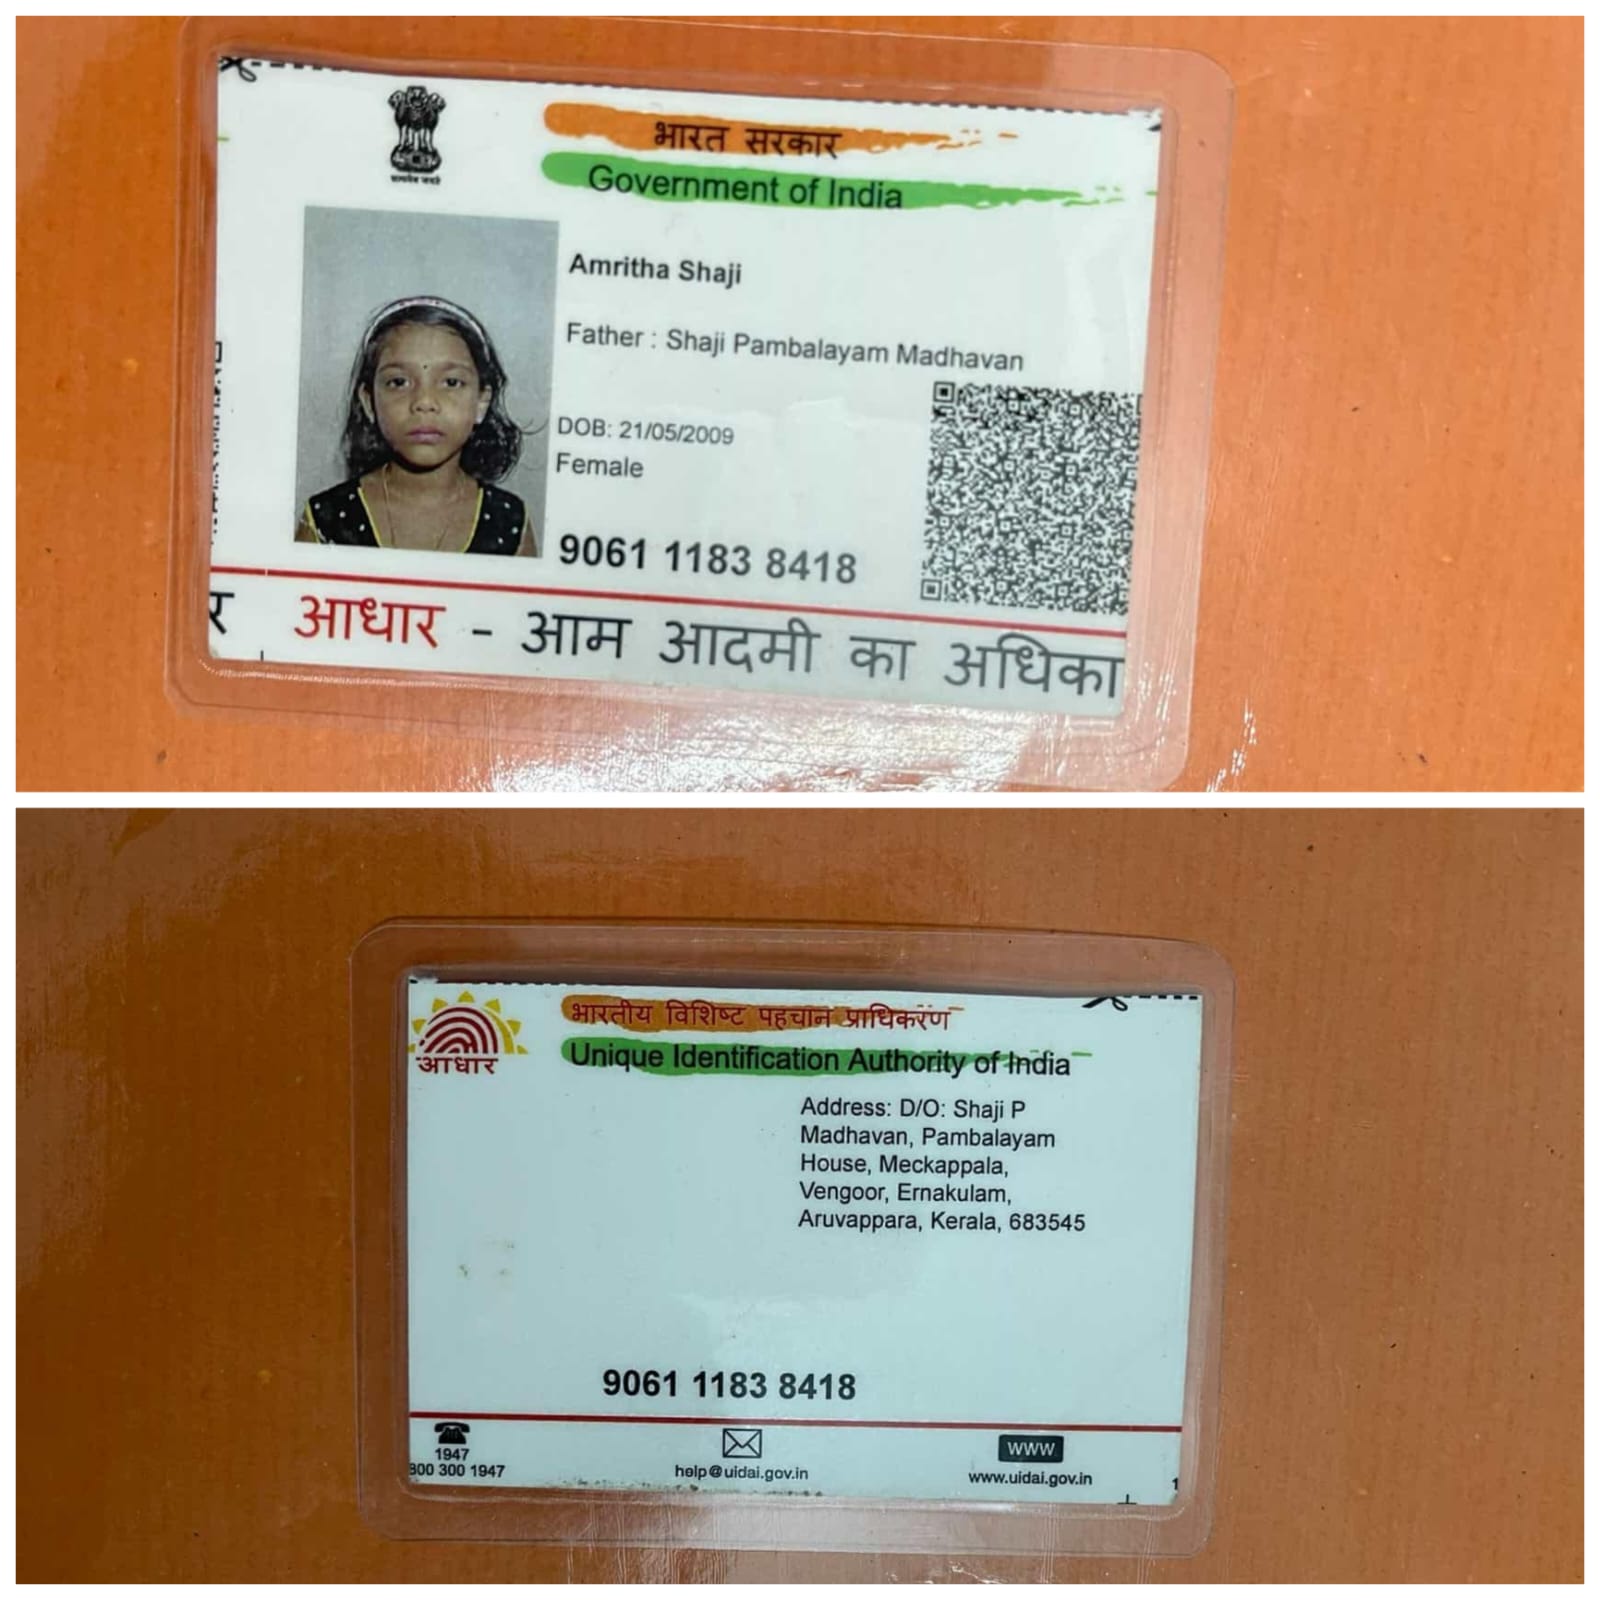 भारत सरकार
Government of India
Amritha Shaji
Father : Shaji Pambalayam Madhavan
DOB: 21/05/2009
Female
9061 1183 8418
र आधार - आम आदमी का अधिका
आधार
भारतीय विशिष्ट पहचान प्राधिकरण
Unique Identification Authority of India
Address: D/O: Shaji P
Madhavan, Pambalayam
House, Meckappala,
Vengoor, Ernakulam,
Aruvappara, Kerala, 683545
9061 1183 8418
1947
300 300 1947
help@uidai.gov.in
www
www.uidai.gov.in